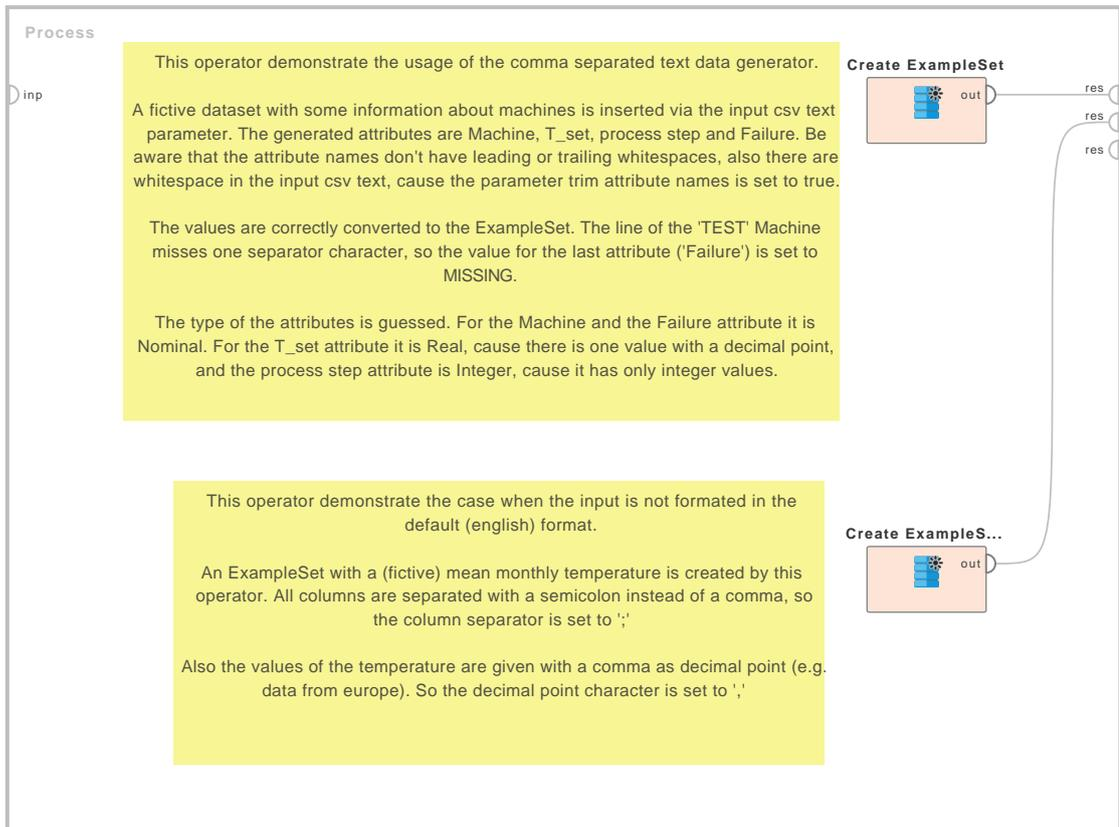 Process
inp
This operator demonstrate the usage of the comma separated text data generator.
A fictive dataset with some information about machines is inserted via the input csv text
parameter. The generated attributes are Machine, T_set, process step and Failure. Be
aware that the attribute names don't have leading or trailing whitespaces, also there are
whitespace in the input csv text, cause the parameter trim attribute names is set to true.
The values are correctly converted to the ExampleSet. The line of the 'TEST' Machine
misses one separator character, so the value for the last attribute ('Failure') is set to
MISSING.
The type of the attributes is guessed. For the Machine and the Failure attribute it is
Nominal. For the T_set attribute it is Real, cause there is one value with a decimal point,
and the process step attribute is Integer, cause it has only integer values.
Create ExampleSet
out
res
res
res
This operator demonstrate the case when the input is not formated in the
default (english) format.
An ExampleSet with a (fictive) mean monthly temperature is created by this
operator. All columns are separated with a semicolon instead of a comma, so
the column separator is set to ';'
Also the values of the temperature are given with a comma as decimal point (e.g.
data from europe). So the decimal point character is set to ','
Create ExampleS...
out